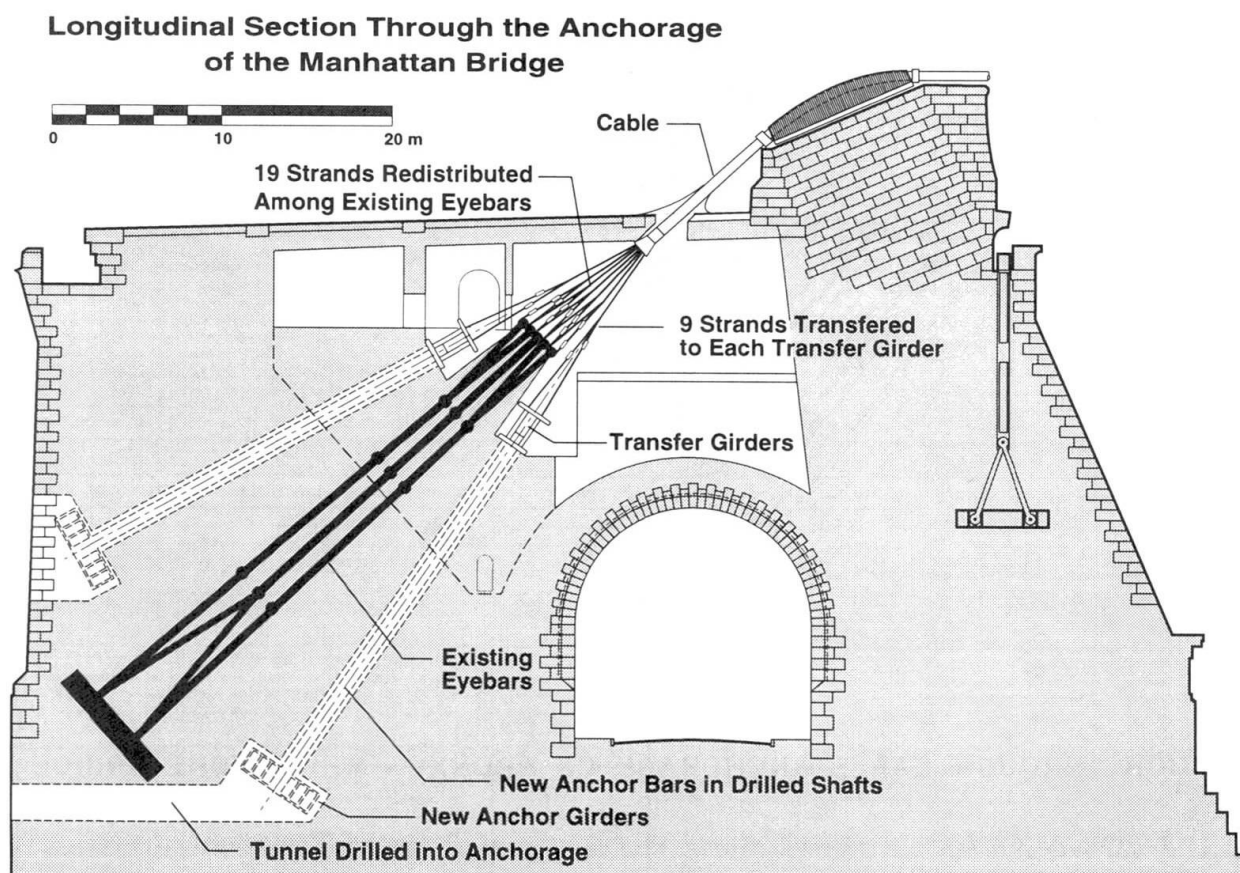 Longitudinal Section Through the Anchorage
of the Manhattan Bridge
0 10 20 m
Cable
19 Strands Redistributed
Among Existing Eyebars
9 Strands Transfered
to Each Transfer Girder
Transfer Girders
Existing
Eyebars
New Anchor Bars in Drilled Shafts
New Anchor Girders
Tunnel Drilled into Anchorage